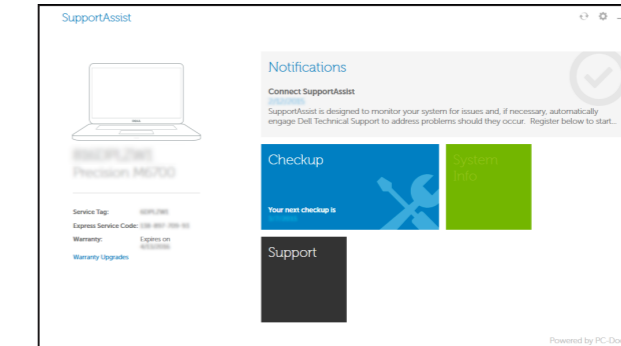 SupportAssist
Notifications
Connect SupportAssist
SupportAssist is designed to monitor your system for issues and, if necessary, automatically
engage Dell Technical Support to address problems should they occur. Register below to start...
Checkup
System
Info
Your next checkup is
Precision M6700
Service Tag:
Express Service Code:
Warranty: Expires on
Warranty Upgrades
Support
Powered by PC-Do